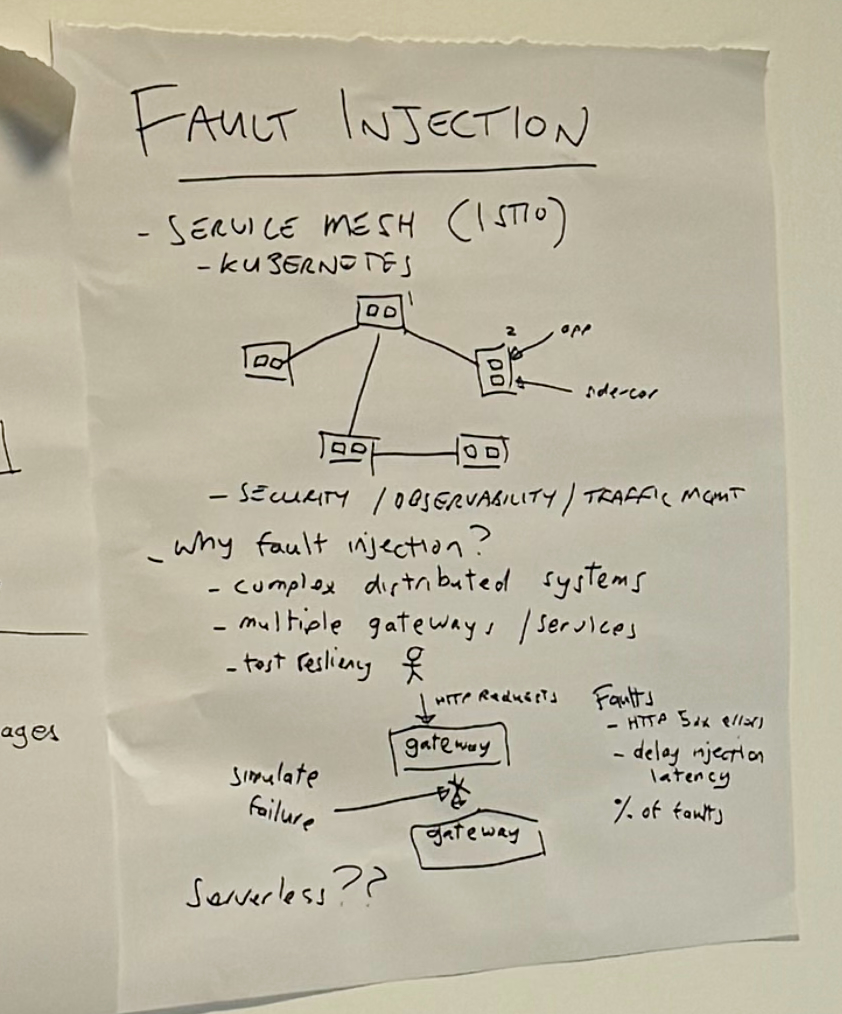 FAULT INJECTION
- SERVICE MESH (ISTIO)
- KUBERNETES
1
2
app
side-car
- SECURITY / OBSERVABILITY / TRAFFIC MGMT
- Why fault injection?
- complex distributed systems
- multiple gateways / services
- test resliency
HTTP REQUESTS
gateway
Simulate
Failure
gateway
Faults
- HTTP 5xx errors
- delay injection
latency
% of faults
Serverless??
ages